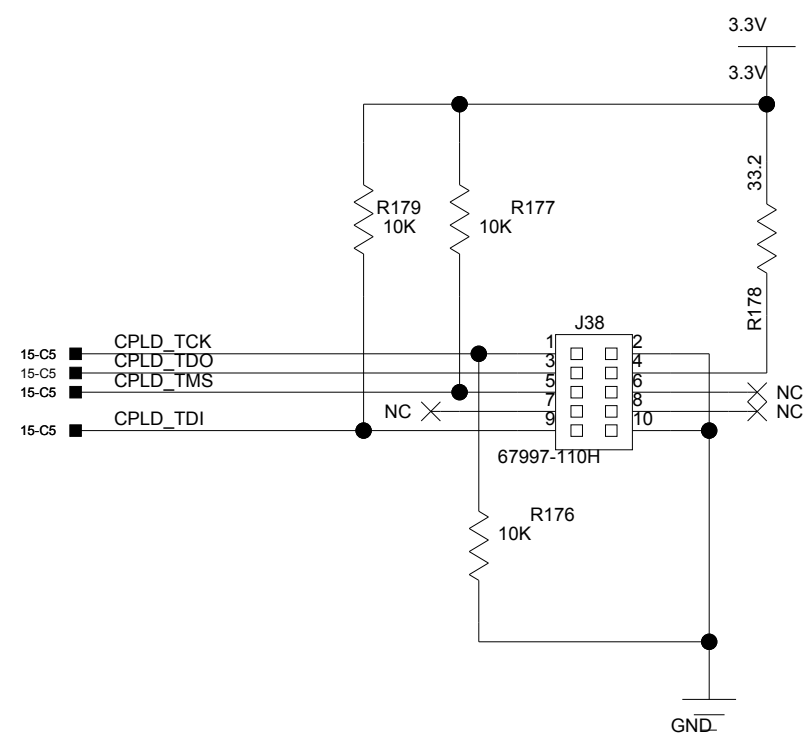 3.3V
3.3V
33.2
R179
10K
R177
10K
R178
J38
15-C5
CPLD_TCK
1
2
15-C5
CPLD_TDO
3
4
15-C5
CPLD_TMS
5
6
NC
NC
7
8
NC
15-C5
CPLD_TDI
9
10
67997-110H
R176
10K
GND